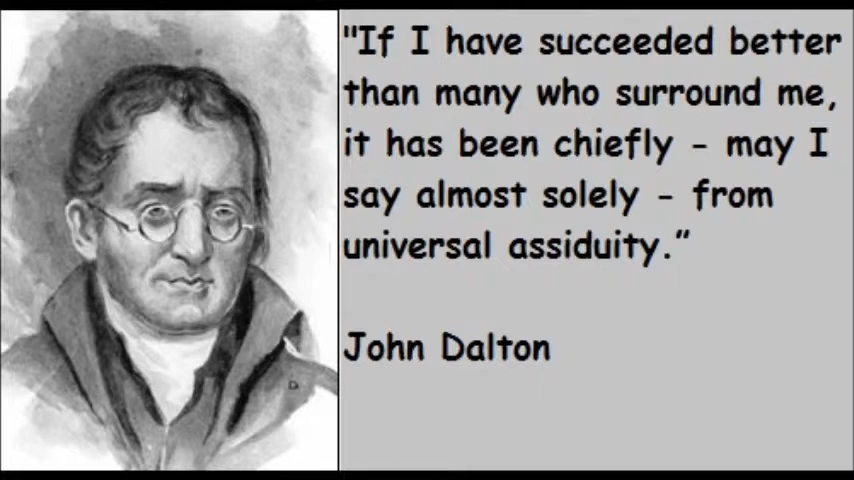 "If I have succeeded better
than many who surround me,
it has been chiefly - may I
say almost solely - from
universal assiduity.”
John Dalton